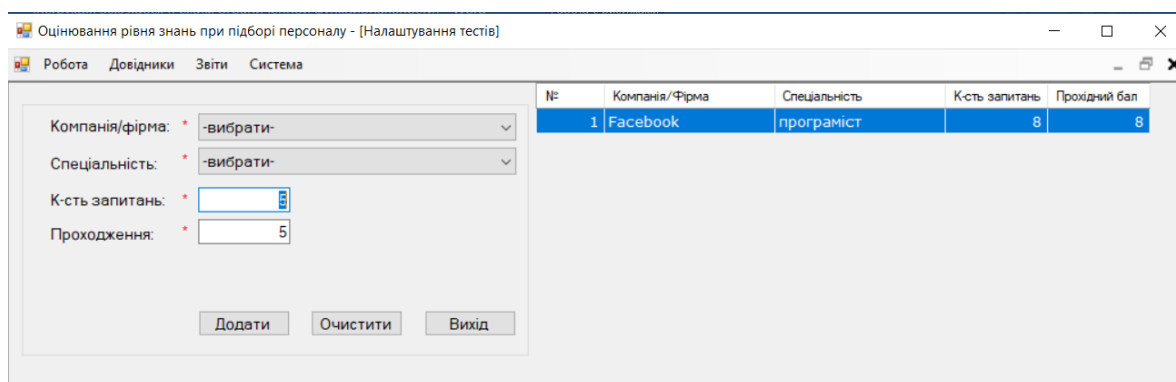 Оцінювання рівня знань при підборі персоналу - [Налаштування тестів]
Робота Довідники Звіти Система
Компанія/фірма: * -вибрати-
Спеціальність: * -вибрати-
К-сть запитань: * 5
Проходження: * 5
Додати Очистити Вихід
№ Компанія/Фірма Спеціальність К-сть запитань Прохідний бал
1 Facebook програміст 8 8